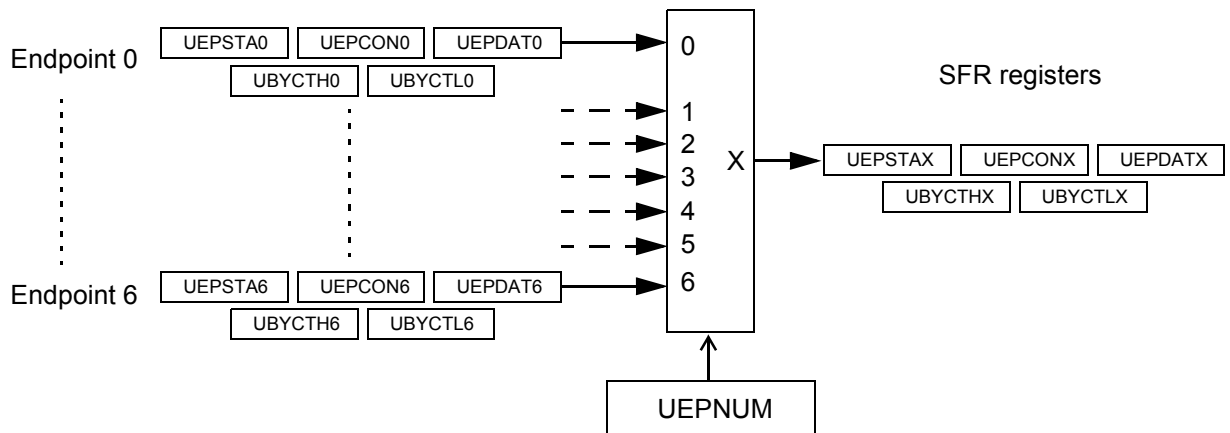 Endpoint 0
UEPSTA0 UEPCON0 UEPDAT0
UBYCTH0 UBYCTL0
0
1
2
3
4
5
6
X
SFR registers
UEPSTAX UEPCONX UEPDATX
UBYCTHX UBYCTLX
Endpoint 6
UEPSTA6 UEPCON6 UEPDAT6
UBYCTH6 UBYCTL6
UEPNUM